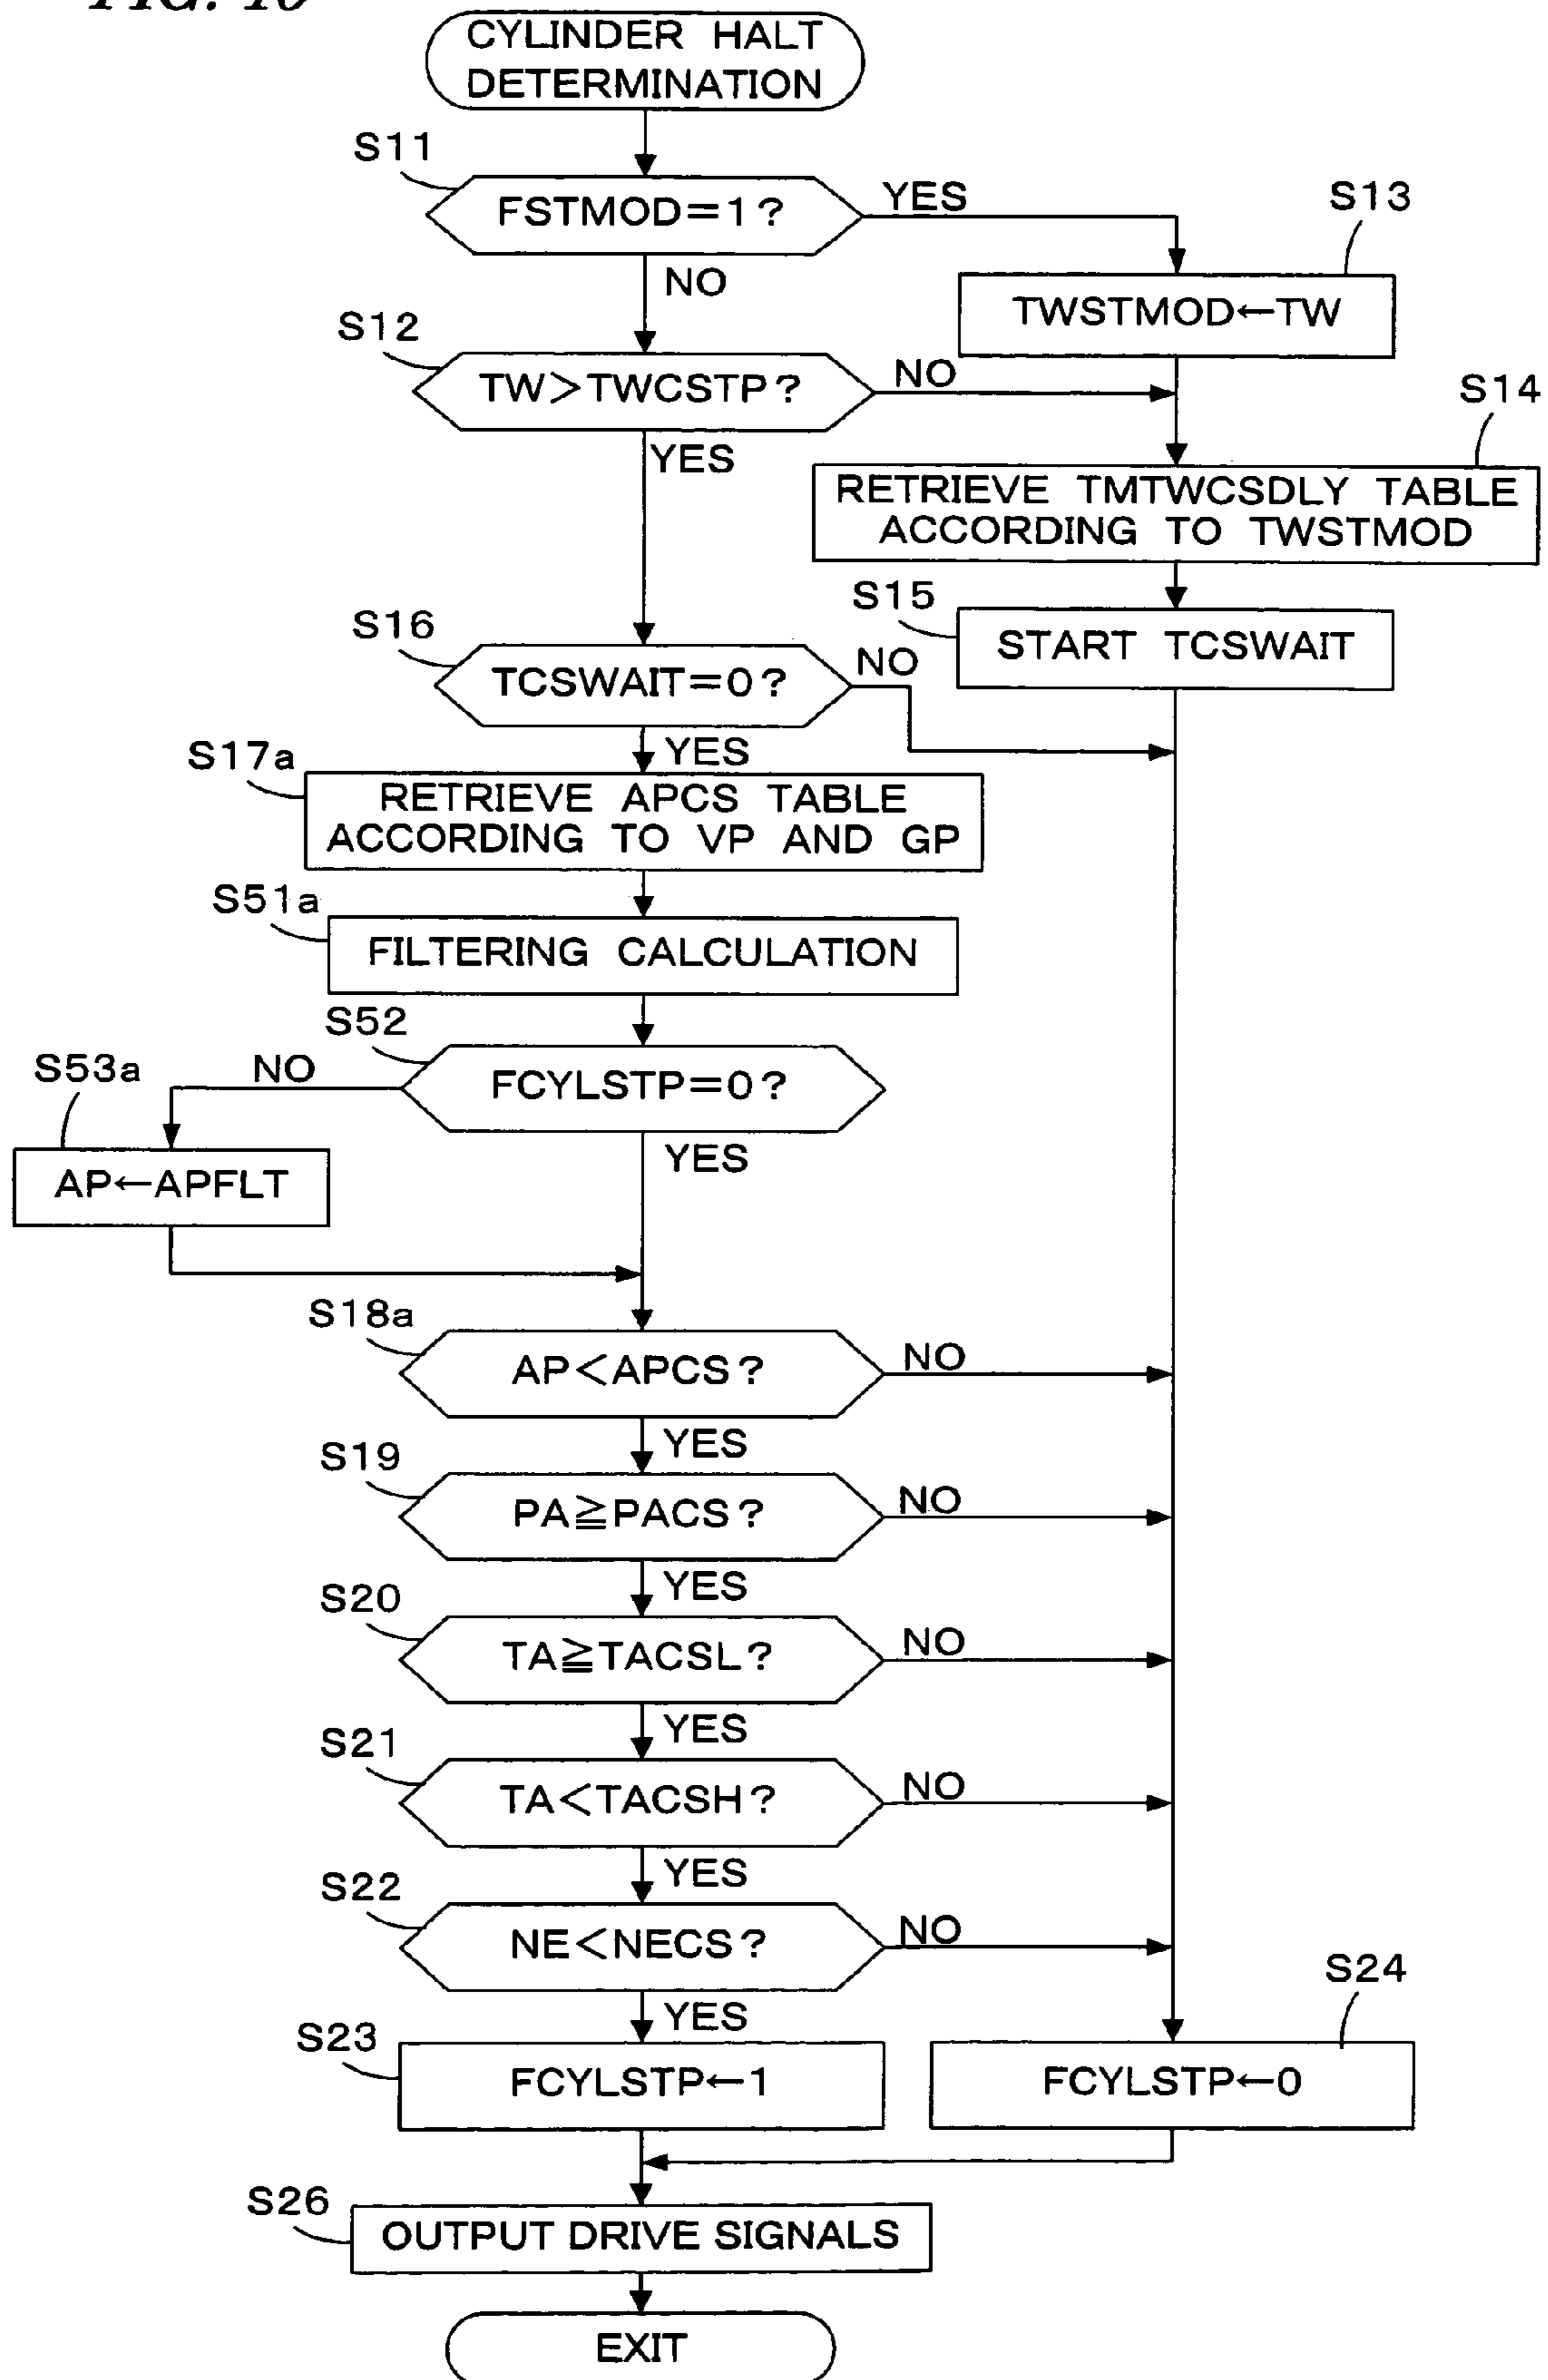 CYLINDER HALT
DETERMINATION
S11
FSTMOD=1?
YES
NO
S13
TWSTMOD←TW
S12
TW>TWCSTP?
NO
YES
S14
RETRIEVE TMTWCSDLY TABLE
ACCORDING TO TWSTMOD
S15
START TCSWAIT
S16
TCSWAIT=0?
NO
YES
S17a
RETRIEVE APCS TABLE
ACCORDING TO VP AND GP
S51a
FILTERING CALCULATION
S52
FCYLSTP=0?
NO
YES
S53a
AP←APFLT
S18a
AP<APCS?
NO
YES
S19
PA≧PACS?
NO
YES
S20
TA≧TACSL?
NO
YES
S21
TA<TACSH?
NO
YES
S22
NE<NECS?
NO
YES
S23
FCYLSTP←1
S24
FCYLSTP←0
S26
OUTPUT DRIVE SIGNALS
EXIT